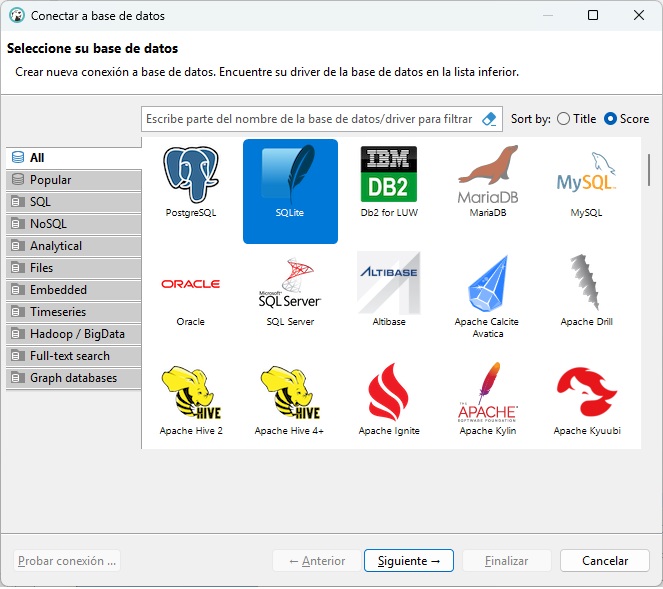 Conectar a base de datos
Seleccione su base de datos
Crear nueva conexión a base de datos. Encuentre su driver de la base de datos en la lista inferior.
Escribe parte del nombre de la base de datos/driver para filtrar
Sort by: Title Score
All
Popular
SQL
NoSQL
Analytical
Files
Embedded
Timeseries
Hadoop / BigData
Full-text search
Graph databases
PostgreSQL
SQLite
IBM
DB2
Db2 for LUW
MariaDB
MariaDB
MySQL
MySQL
ORACLE
Oracle
Microsoft
SQL Server
SQL Server
ALTIBASE
Altibase
Apache Calcite
Avatica
Apache Drill
HIVE
Apache Hive 2
HIVE
Apache Hive 4+
Apache Ignite
THE
APACHE
SOFTWARE FOUNDATION
Apache Kylin
Apache Kyuubi
Probar conexión ...
← Anterior
Siguiente →
Finalizar
Cancelar